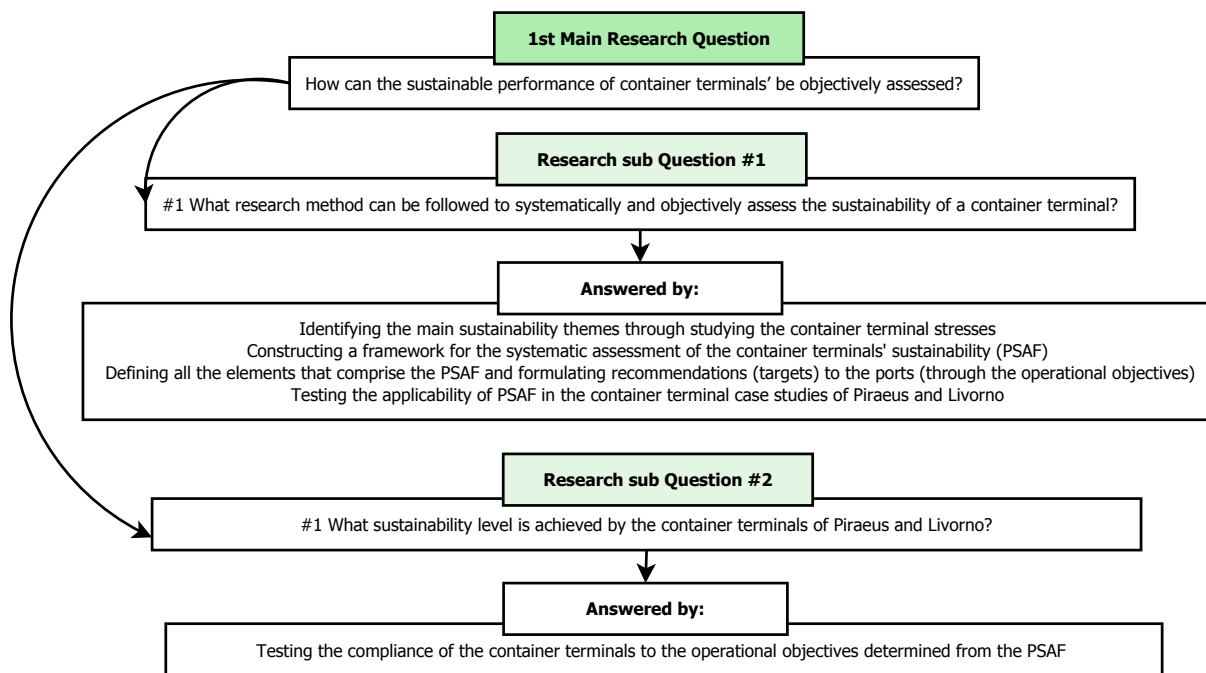 1st Main Research Question
How can the sustainable performance of container terminals’ be objectively assessed?
Research sub Question #1
#1 What research method can be followed to systematically and objectively assess the sustainability of a container terminal?
Answered by:
Identifying the main sustainability themes through studying the container terminal stresses
Constructing a framework for the systematic assessment of the container terminals' sustainability (PSAF)
Defining all the elements that comprise the PSAF and formulating recommendations (targets) to the ports (through the operational objectives)
Testing the applicability of PSAF in the container terminal case studies of Piraeus and Livorno
Research sub Question #2
#1 What sustainability level is achieved by the container terminals of Piraeus and Livorno?
Answered by:
Testing the compliance of the container terminals to the operational objectives determined from the PSAF